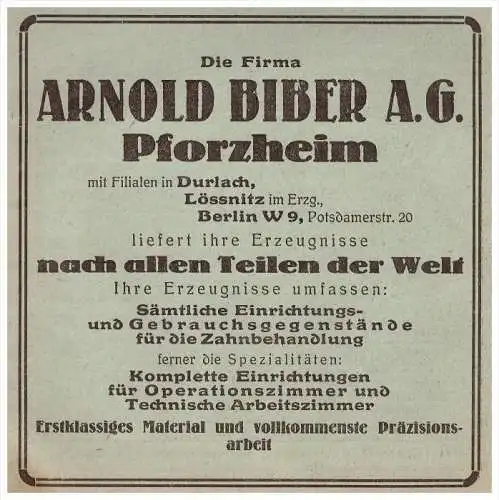 Die Firma
ARNOLD BIBER A.G.
Pforzheim
mit Filialen in Durlach,
Lössnitz im Erzg.,
Berlin W 9, Potsdamerstr. 20
liefert ihre Erzeugnisse
nach allen Teilen der Welt
Ihre Erzeugnisse umfassen:
Sämtliche Einrichtungs-
und Gebrauchsgegenstände
für die Zahnbehandlung
ferner die Spezialitäten:
Komplette Einrichtungen
für Operationszimmer und
Technische Arbeitszimmer
Erstklassiges Material und vollkommenste Präzisions-
arbeit